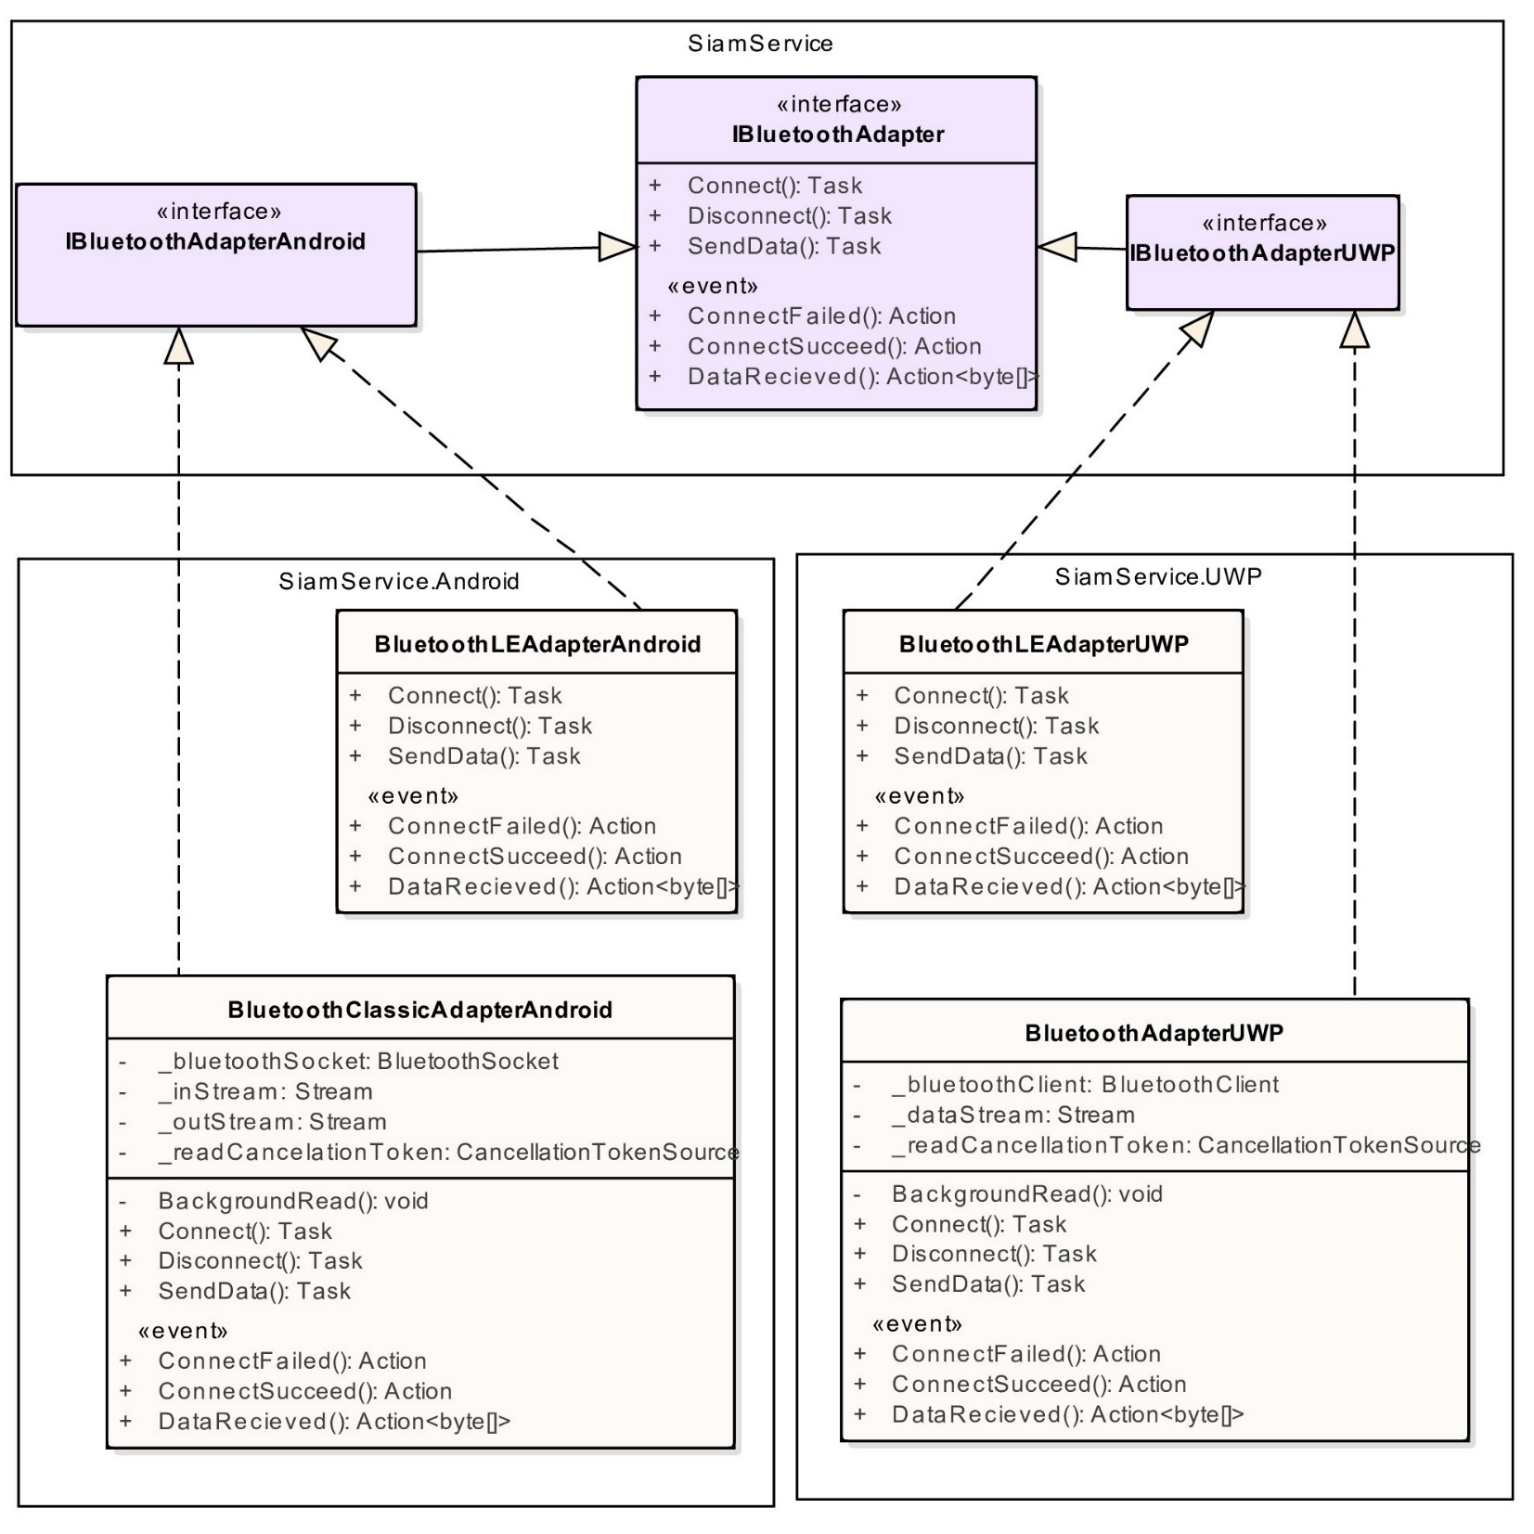 SiamService
«interface»
IBluetoothAdapter
+ Connect(): Task
+ Disconnect(): Task
+ SendData(): Task
«event»
+ ConnectFailed(): Action
+ ConnectSucceed(): Action
+ DataRecieved(): Action<byte[]>
«interface»
IBluetoothAdapterAndroid
«interface»
IBluetoothAdapterUWP
SiamService.Android
BluetoothLEAdapterAndroid
+ Connect(): Task
+ Disconnect(): Task
+ SendData(): Task
«event»
+ ConnectFailed(): Action
+ ConnectSucceed(): Action
+ DataRecieved(): Action<byte[]>
BluetoothClassicAdapterAndroid
- _bluetoothSocket: BluetoothSocket
- _inStream: Stream
- _outStream: Stream
- _readCancelationToken: CancellationTokenSource
- BackgroundRead(): void
+ Connect(): Task
+ Disconnect(): Task
+ SendData(): Task
«event»
+ ConnectFailed(): Action
+ ConnectSucceed(): Action
+ DataRecieved(): Action<byte[]>
SiamService.UWP
BluetoothLEAdapterUWP
+ Connect(): Task
+ Disconnect(): Task
+ SendData(): Task
«event»
+ ConnectFailed(): Action
+ ConnectSucceed(): Action
+ DataRecieved(): Action<byte[]>
BluetoothAdapterUWP
- _bluetoothClient: BluetoothClient
- _dataStream: Stream
- _readCancellationToken: CancellationTokenSource
- BackgroundRead(): void
+ Connect(): Task
+ Disconnect(): Task
+ SendData(): Task
«event»
+ ConnectFailed(): Action
+ ConnectSucceed(): Action
+ DataRecieved(): Action<byte[]>